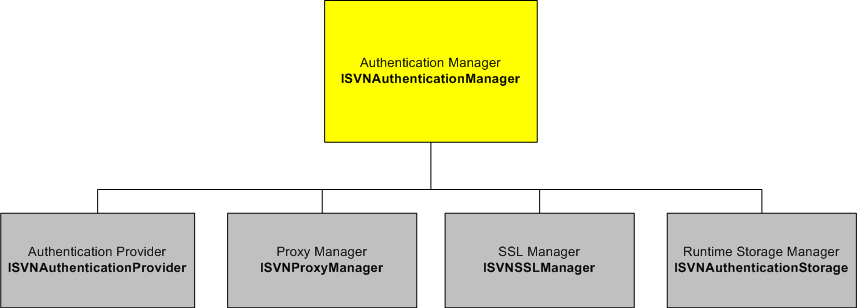 Authentication Manager
ISVNAuthenticationManager
Authentication Provider
ISVNAuthenticationProvider
Proxy Manager
ISVNProxyManager
SSL Manager
ISVNSSLManager
Runtime Storage Manager
ISVNAuthenticationStorage